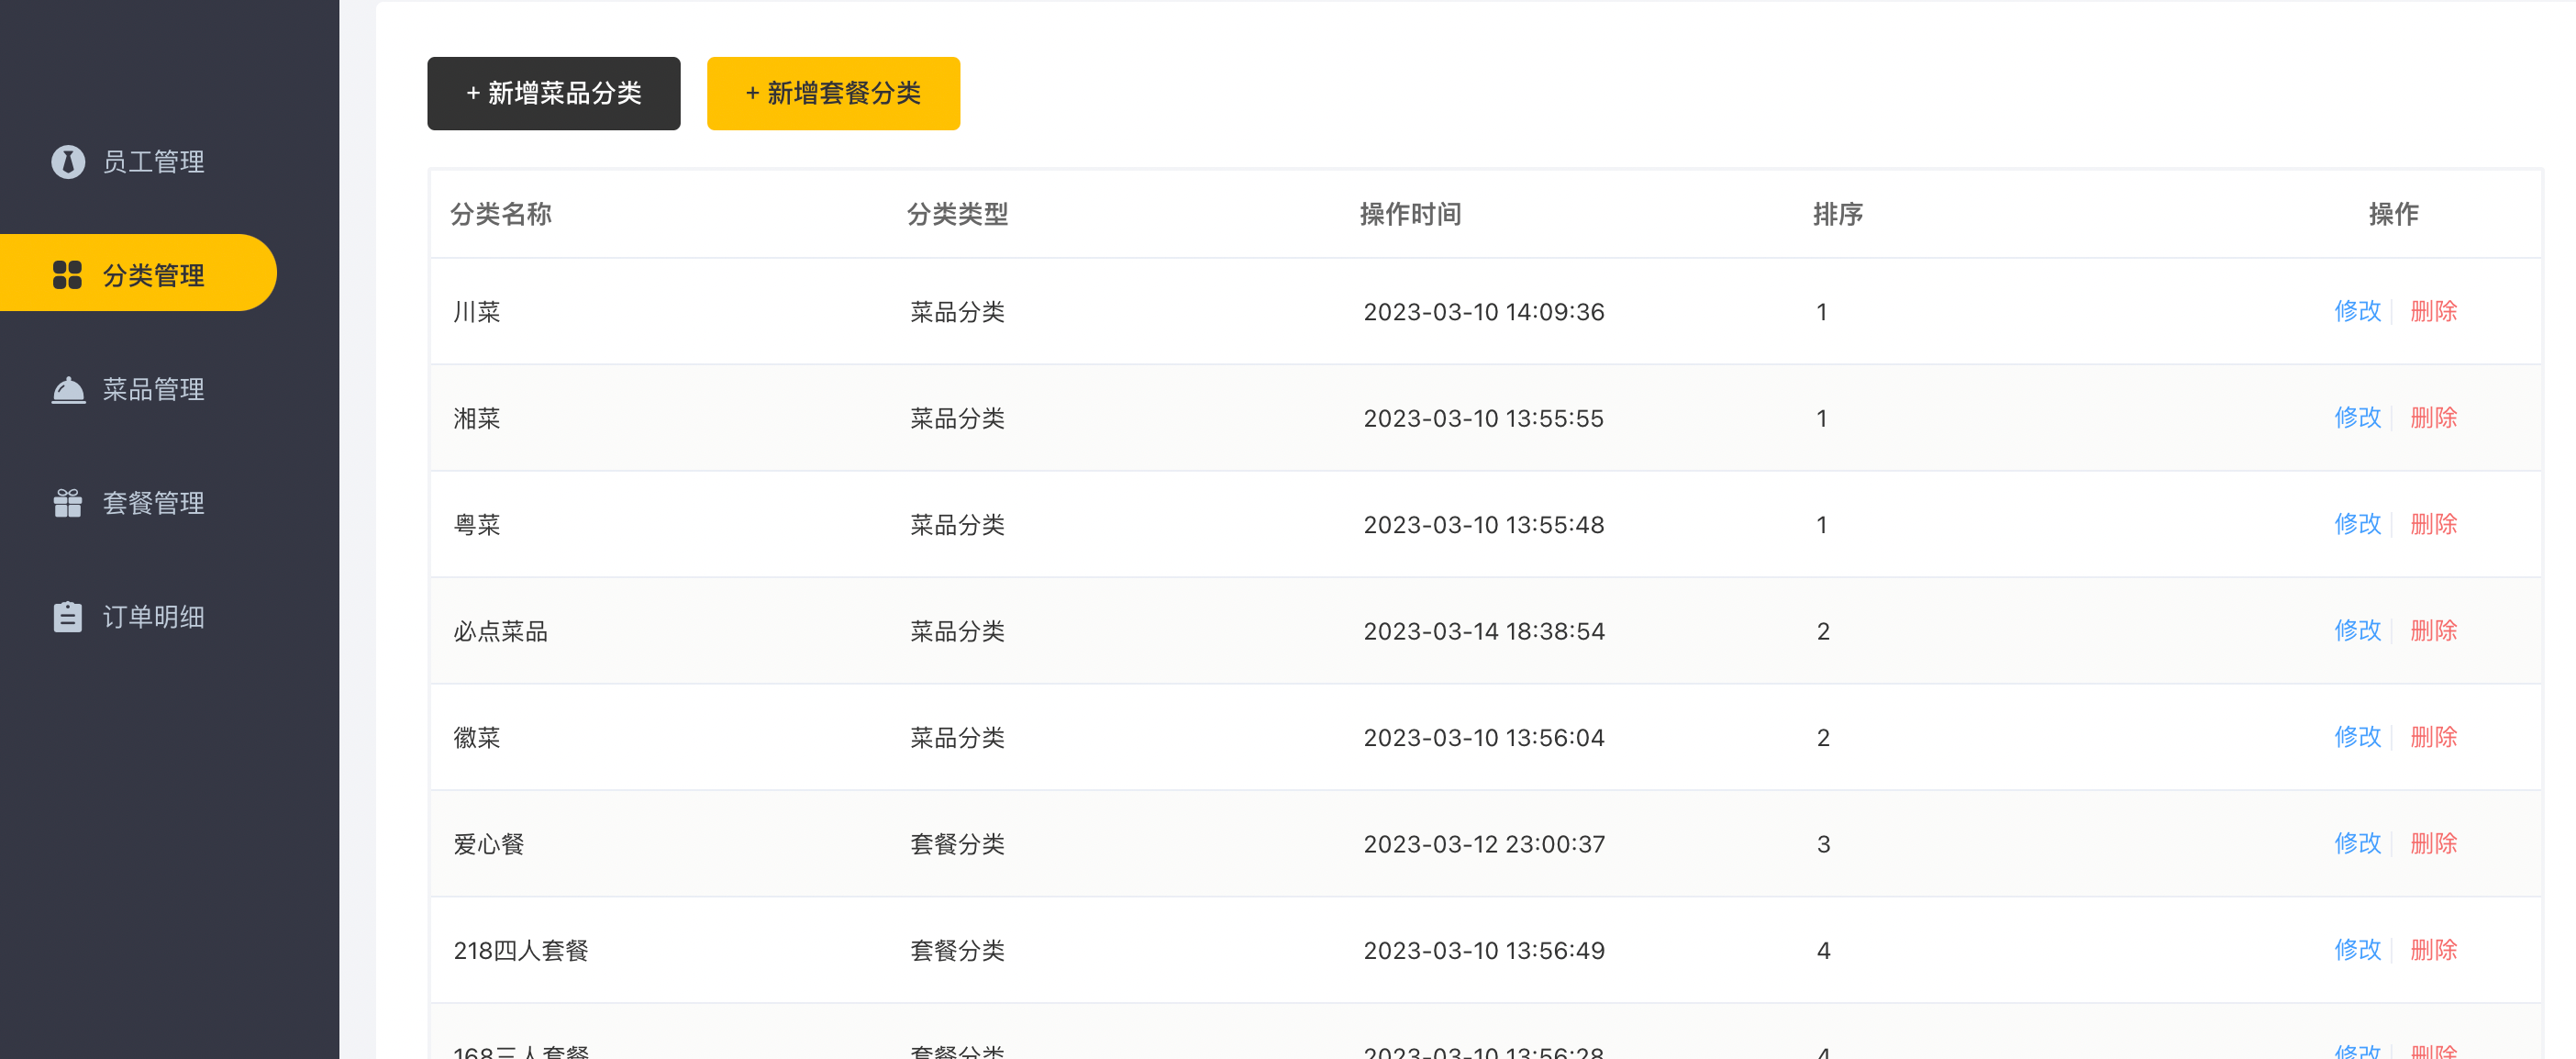 员工管理
分类管理
菜品管理
套餐管理
订单明细
+ 新增菜品分类 + 新增套餐分类
分类名称 分类类型 操作时间 排序 操作
川菜 菜品分类 2023-03-10 14:09:36 1 修改 删除
湘菜 菜品分类 2023-03-10 13:55:55 1 修改 删除
粤菜 菜品分类 2023-03-10 13:55:48 1 修改 删除
必点菜品 菜品分类 2023-03-14 18:38:54 2 修改 删除
徽菜 菜品分类 2023-03-10 13:56:04 2 修改 删除
爱心餐 套餐分类 2023-03-12 23:00:37 3 修改 删除
218四人套餐 套餐分类 2023-03-10 13:56:49 4 修改 删除
168三人套餐 套餐分类 2023-03-10 13:56:28 4 修改 删除